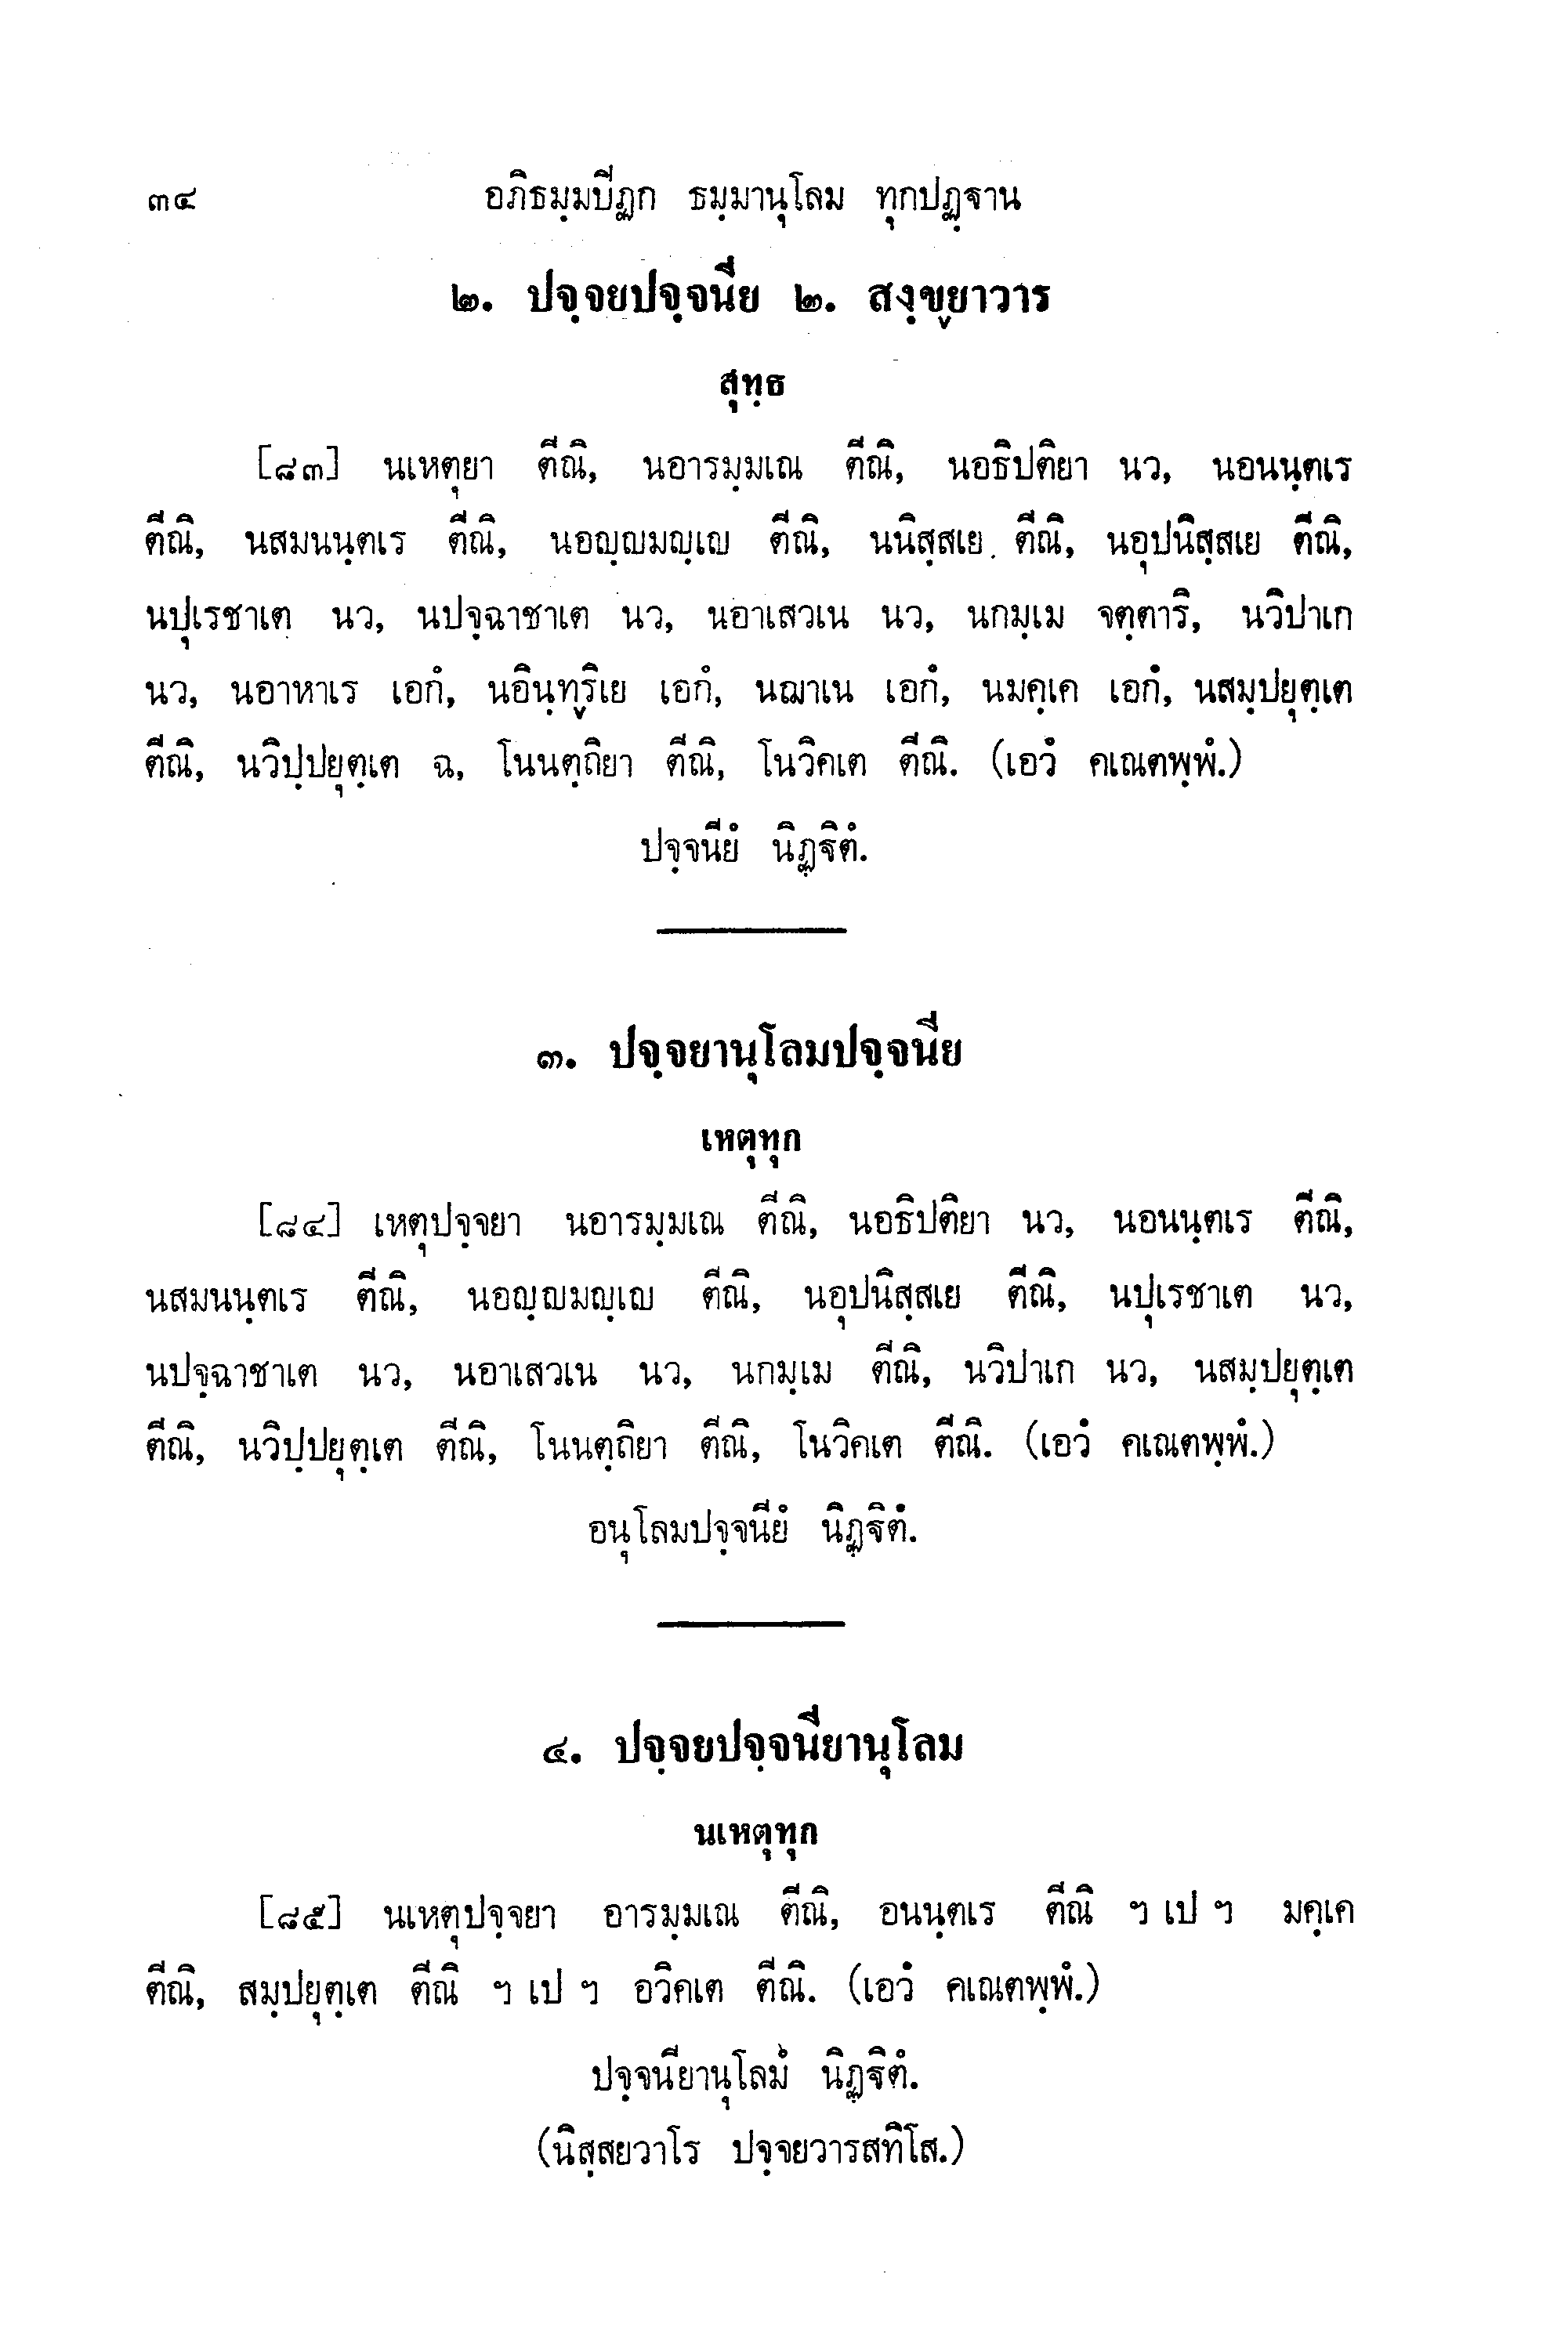 ๓๔ อภิธมฺมปิฏก ธมฺมานุโลม ทุกปฏฺฐาน
๒. ปจฺจยปจฺจนีย ๒. สงฺขฺยาวาร
สุทฺธ
[๘๓] นเหตุยา ตีณิ, นอารมฺมเณ ตีณิ, นอธิปติยา นว, นอนนฺตเร
ตีณิ, นสมนนฺตเร ตีณิ, นอญฺญมญฺเญ ตีณิ, นนิสฺสเย ตีณิ, นอุปนิสฺสเย ตีณิ,
นปุเรชาเต นว, นปจฺฉาชาเต นว, นอาเสวเน นว, นกมฺเม จตฺตาริ, นวิปาเก
นว, นอาหาเร เอกํ, นอินฺทฺริเย เอกํ, นฌาเน เอกํ, นมคฺเค เอกํ, นสมฺปยุตฺเต
ตีณิ, นวิปฺปยุตฺเต ฉ, โนนตฺถิยา ตีณิ, โนวิคเต ตีณิ. (เอวํ คเณตพฺพํ.)
ปจฺจนียํ นิฏฺฐิตํ.
๓. ปจฺจยานุโลมปจฺจนีย
เหตุทุก
[๘๔] เหตุปจฺจยา นอารมฺมเณ ตีณิ, นอธิปติยา นว, นอนนฺตเร ตีณิ,
นสมนนฺตเร ตีณิ, นอญฺญมญฺเญ ตีณิ, นอุปนิสฺสเย ตีณิ, นปุเรชาเต นว,
นปจฺฉาชาเต นว, นอาเสวเน นว, นกมฺเม ตีณิ, นวิปาเก นว, นสมฺปยุตฺเต
ตีณิ, นวิปฺปยุตฺเต ตีณิ, โนนตฺถิยา ตีณิ, โนวิคเต ตีณิ. (เอวํ คเณตพฺพํ.)
อนุโลมปจฺจนียํ นิฏฺฐิตํ.
๔. ปจฺจยปจฺจนียานุโลม
นเหตุทุก
[๘๕] นเหตุปจฺจยา อารมฺมเณ ตีณิ, อนนฺตเร ตีณิ ฯ เป ฯ มคฺเค
ตีณิ, สมฺปยุตฺเต ตีณิ ฯ เป ฯ อวิคเต ตีณิ. (เอวํ คเณตพฺพํ.)
ปจฺจนียานุโลมํ นิฏฺฐิตํ.
(นิสฺสยวาโร ปจฺจยวารสทิโส.)